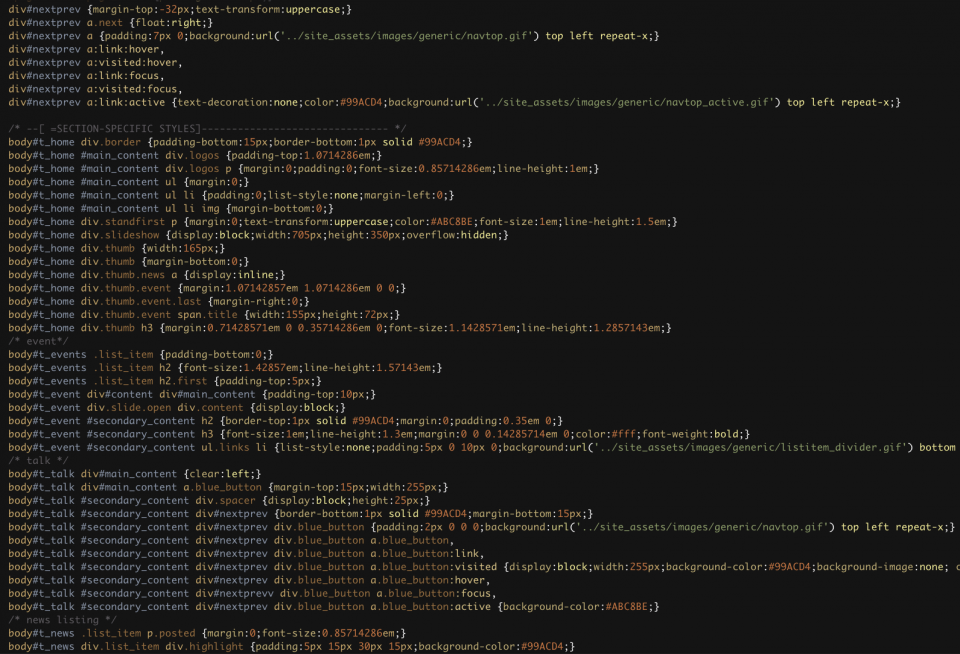 div#nextprev {margin-top:-32px;text-transform:uppercase;}
div#nextprev a.next {float:right;}
div#nextprev a {padding:7px 0;background:url('../site_assets/images/generic/navtop.gif') top left repeat-x;}
div#nextprev a:link:hover,
div#nextprev a:visited:hover,
div#nextprev a:link:focus,
div#nextprev a:visited:focus,
div#nextprev a:link:active {text-decoration:none;color:#99ACD4;background:url('../site_assets/images/generic/navtop_active.gif') top left repeat-x;}
/* --[ =SECTION-SPECIFIC STYLES]------------------------------- */
body#t_home div.border {padding-bottom:15px;border-bottom:1px solid #99ACD4;}
body#t_home #main_content div.logos {padding-top:1.0714286em;}
body#t_home #main_content div.logos p {margin:0;padding:0;font-size:0.85714286em;line-height:1em;}
body#t_home #main_content ul {margin:0;}
body#t_home #main_content ul li {padding:0;list-style:none;margin-left:0;}
body#t_home #main_content ul li img {margin-bottom:0;}
body#t_home div.standfirst p {margin:0;text-transform:uppercase;color:#ABC8BE;font-size:1em;line-height:1.5em;}
body#t_home div.slideshow {display:block;width:705px;height:350px;overflow:hidden;}
body#t_home div.thumb {width:165px;}
body#t_home div.thumb {margin-bottom:0;}
body#t_home div.thumb.news a {display:inline;}
body#t_home div.thumb.event {margin:1.07142857em 1.0714286em 0 0;}
body#t_home div.thumb.event.last {margin-right:0;}
body#t_home div.thumb.event span.title {width:155px;height:72px;}
body#t_home div.thumb h3 {margin:0.71428571em 0 0.35714286em 0;font-size:1.1428571em;line-height:1.2857143em;}
/* event*/
body#t_events .list_item {padding-bottom:0;}
body#t_events .list_item h2 {font-size:1.42857em;line-height:1.57143em;}
body#t_events .list_item h2.first {padding-top:5px;}
body#t_event div#content div#main_content {padding-top:10px;}
body#t_event div.slide.open div.content {display:block;}
body#t_event #secondary_content h2 {border-top:1px solid #99ACD4;margin:0;padding:0.35em 0;}
body#t_event #secondary_content h3 {font-size:1em;line-height:1.3em;margin:0 0 0.14285714em 0;color:#fff;font-weight:bold;}
body#t_event #secondary_content ul.links li {list-style:none;padding:5px 0 10px 0;background:url('../site_assets/images/generic/listitem_divider.gif') bottom
/* talk */
body#t_talk div#main_content {clear:left;}
body#t_talk div#main_content a.blue_button {margin-top:15px;width:255px;}
body#t_talk #secondary_content div.spacer {display:block;height:25px;}
body#t_talk #secondary_content div#nextprev {border-bottom:1px solid #99ACD4;margin-bottom:15px;}
body#t_talk #secondary_content div#nextprev div.blue_button {padding:2px 0 0 0;background:url('../site_assets/images/generic/navtop.gif') top left repeat-x;}
body#t_talk #secondary_content div#nextprev div.blue_button a.blue_button,
body#t_talk #secondary_content div#nextprev div.blue_button a.blue_button:link,
body#t_talk #secondary_content div#nextprev div.blue_button a.blue_button:visited {display:block;width:255px;background-color:#99ACD4;background-image:none;
body#t_talk #secondary_content div#nextprev div.blue_button a.blue_button:hover,
body#t_talk #secondary_content div#nextprevv div.blue_button a.blue_button:focus,
body#t_talk #secondary_content div#nextprev div.blue_button a.blue_button:active {background-color:#ABC8BE;}
/* news listing */
body#t_news .list_item p.posted {margin:0;font-size:0.85714286em;}
body#t_news div.list_item div.highlight {padding:5px 15px 30px 15px;background-color:#99ACD4;}